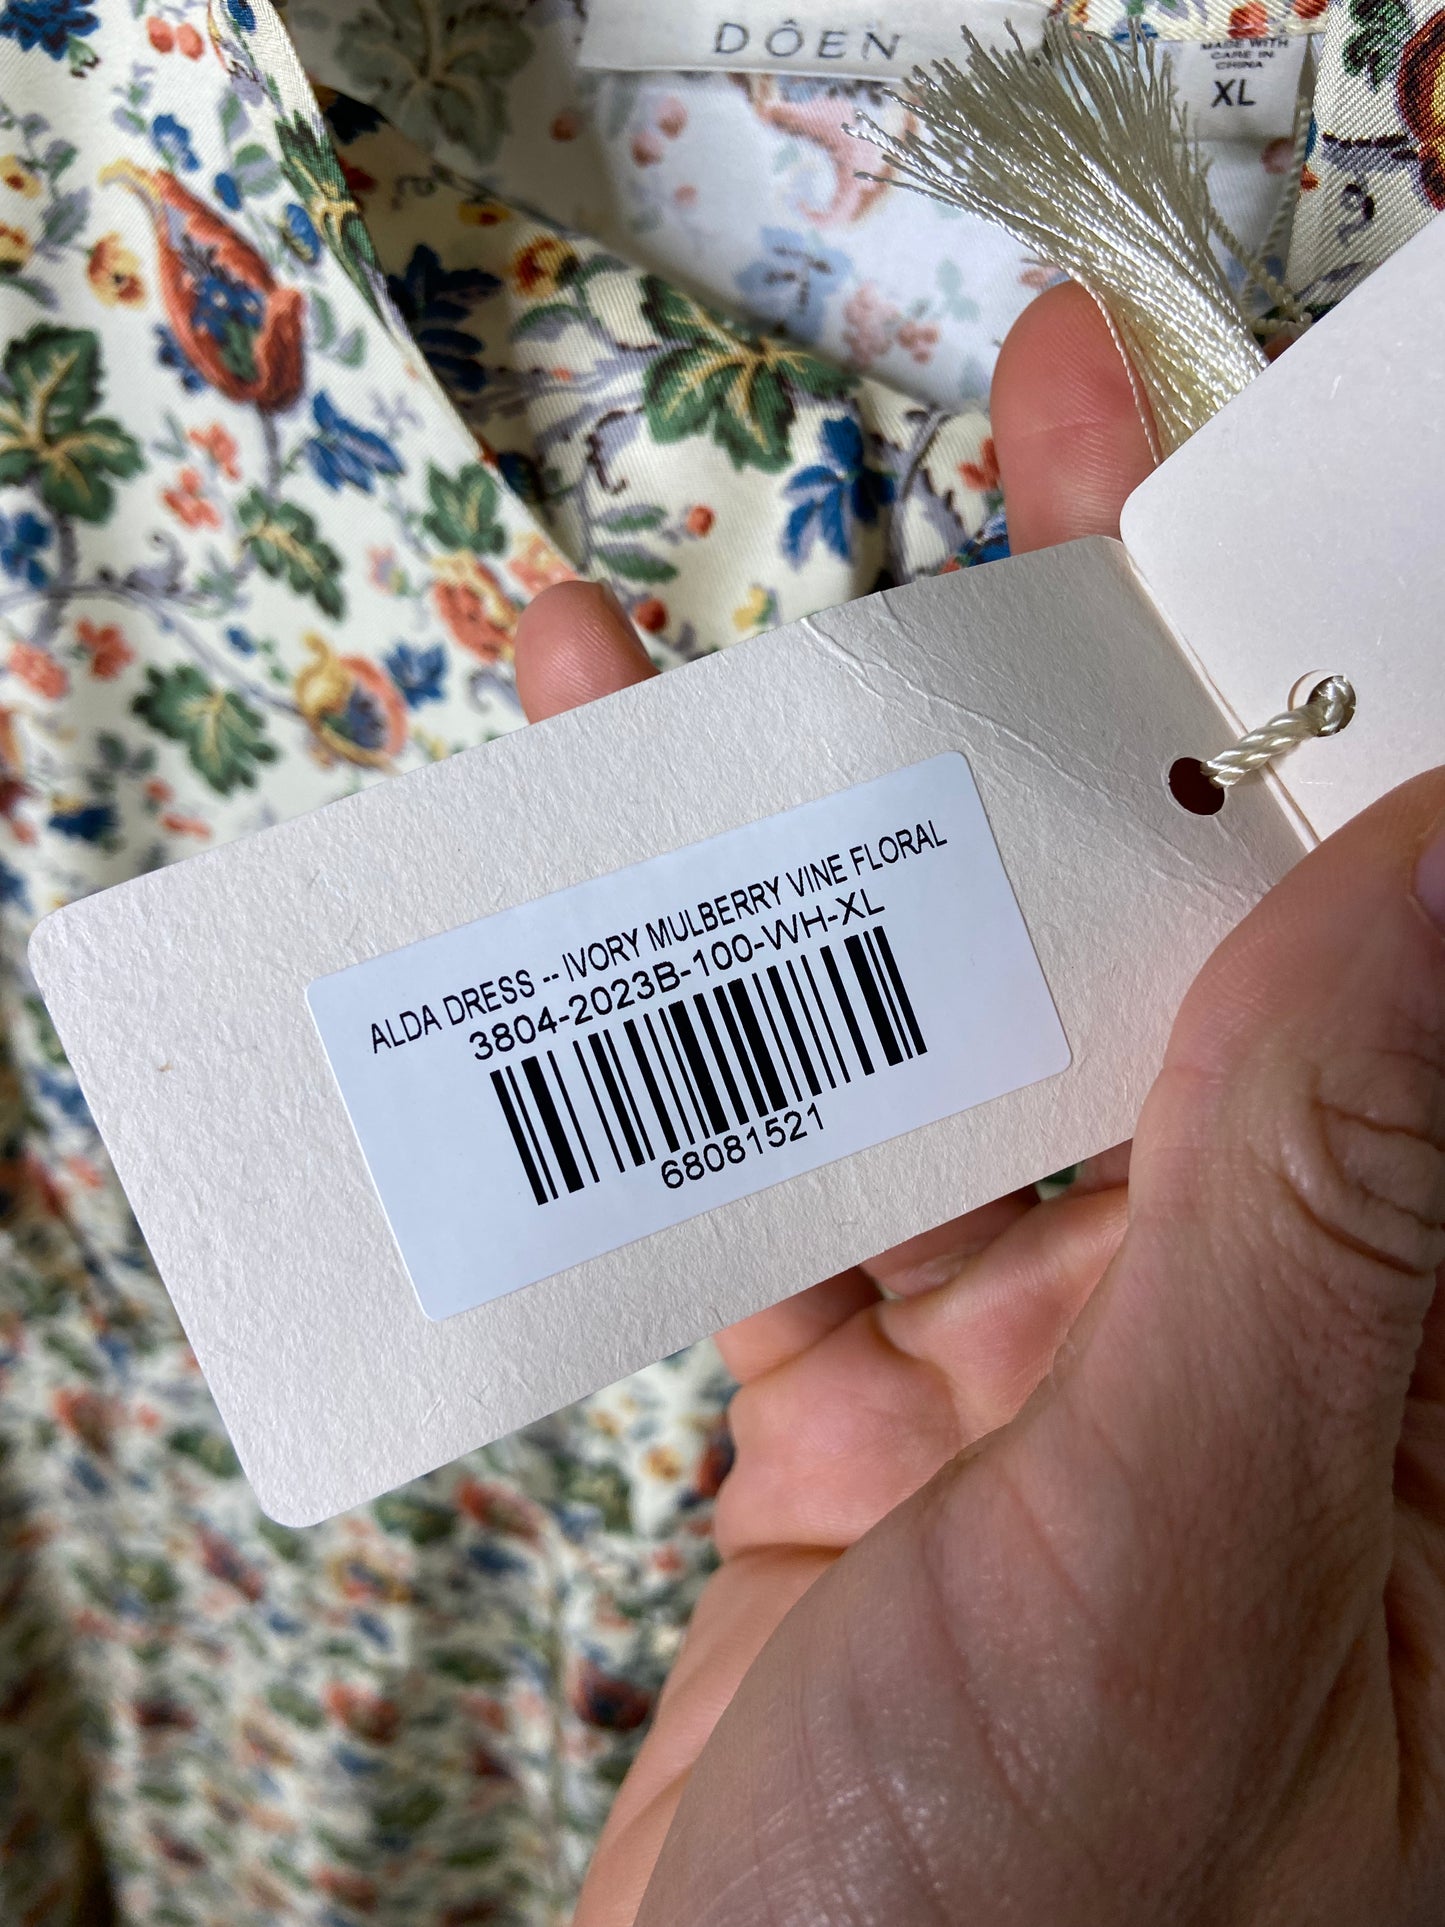 DÔEN
MADE WITH
CARE IN
CHINA
XL
ALDA DRESS -- IVORY MULBERRY VINE FLORAL
3804-2023B-100-WH-XL
68081521